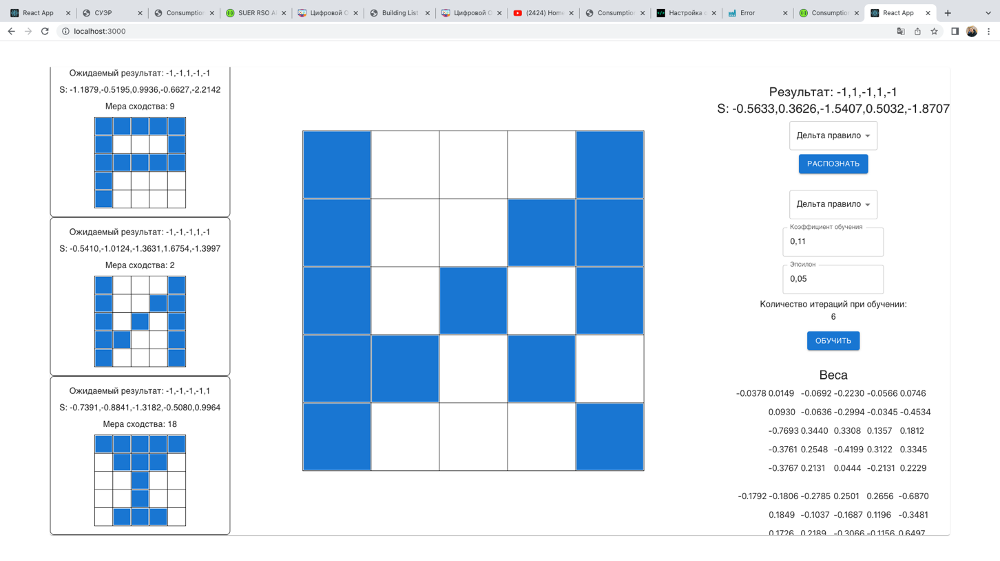 React App
СУЭР
Consumption
SUER RSO A
Цифровой О
Building List
Цифровой О
(2424) Home
Consumption
Настройка с
Error
Consumption
React App
localhost:3000
Ожидаемый результат: -1,-1,1,-1,-1
S: -1.1879,-0.5195,0.9936,-0.6627,-2.2142
Мера сходства: 9
Ожидаемый результат: -1,-1,-1,1,-1
S: -0.5410,-1.0124,-1.3631,1.6754,-1.3997
Мера сходства: 2
Ожидаемый результат: -1,-1,-1,-1,1
S: -0.7391,-0.8841,-1.3182,-0.5080,0.9964
Мера сходства: 18
Результат: -1,1,-1,1,-1
S: -0.5633,0.3626,-1.5407,0.5032,-1.8707
Дельта правило
РАСПОЗНАТЬ
Дельта правило
Коэффициент обучения
0,11
Эпсилон
0,05
Количество итераций при обучении:
6
ОБУЧИТЬ
Веса
-0.0378 0.0149 -0.0692 -0.2230 -0.0566 0.0746
0.0930 -0.0636 -0.2994 -0.0345 -0.4534
-0.7693 0.3440 0.3308 0.1357 0.1812
-0.3761 0.2548 -0.4199 0.3122 0.3345
-0.3767 0.2131 0.0444 -0.2131 0.2229
-0.1792 -0.1806 -0.2785 0.2501 0.2656 -0.6870
0.1849 -0.1037 -0.1687 0.1196 -0.3481
0.1726 0.2189 -0.3066 -0.1156 0.6497